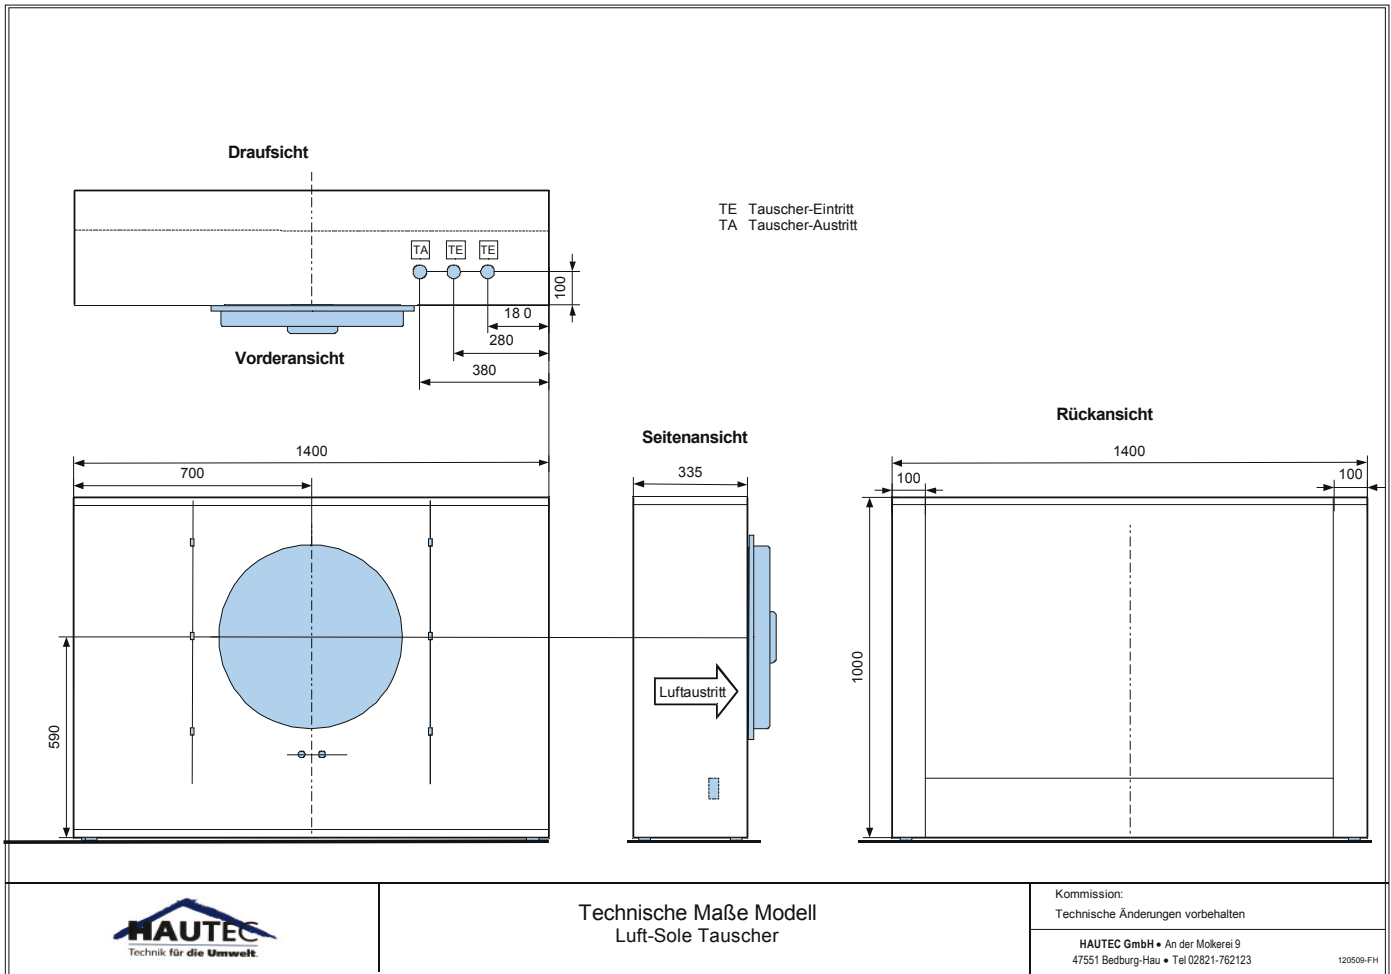 Draufsicht
TE Tauscher-Eintritt
TA Tauscher-Austritt
TA TE TE
100
18 0
280
380
Vorderansicht
Seitenansicht
Rückansicht
1400
700
335
1400
100
100
590
Luftaustritt
1000
HAUTEC
Technik für die Umwelt.
Technische Maße Modell
Luft-Sole Tauscher
Kommission:
Technische Änderungen vorbehalten
HAUTEC GmbH • An der Molkerei 9
47551 Bedburg-Hau • Tel 02821-762123
120509-FH